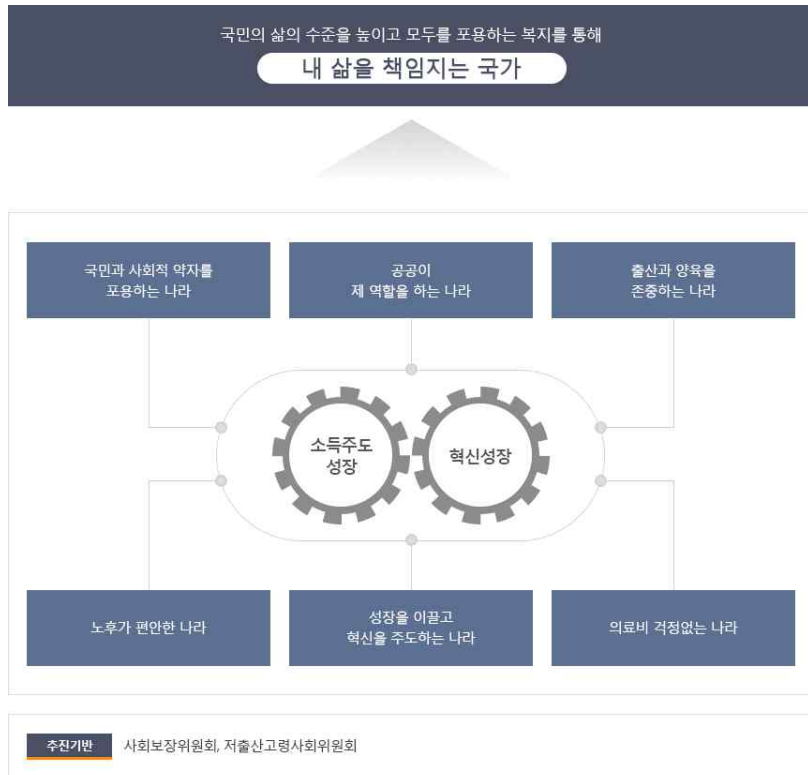 국민의 삶의 수준을 높이고 모두를 포용하는 복지를 통해
내 삶을 책임지는 국가
국민과 사회적 약자를
포용하는 나라
공공이
제 역할을 하는 나라
출산과 양육을
존중하는 나라
소득주도
성장
혁신성장
노후가 편안한 나라
성장을 이끌고
혁신을 주도하는 나라
의료비 걱정없는 나라
추진기반 사회보장위원회, 저출산고령사회위원회